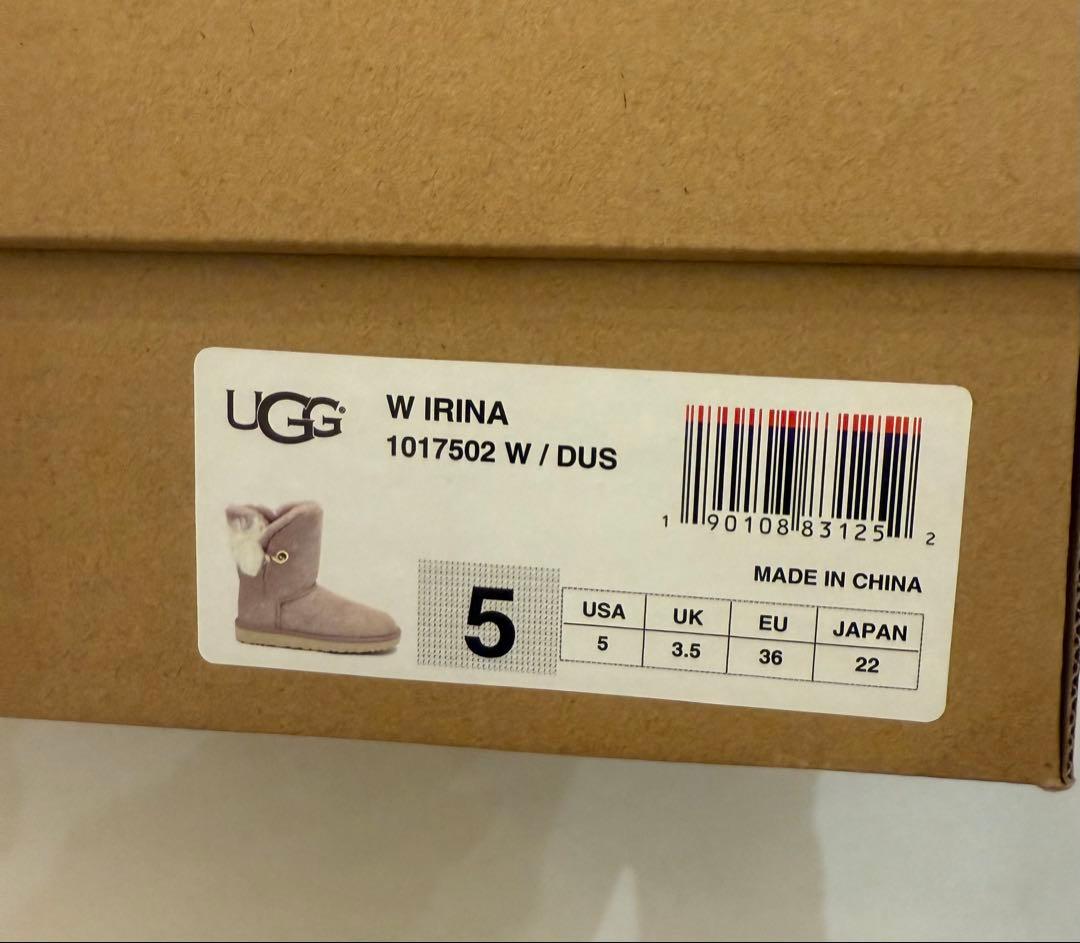 UGG®
W IRINA
1017502 W / DUS
1 90108 83125 2
MADE IN CHINA
5
USA UK EU JAPAN
5 3.5 36 22